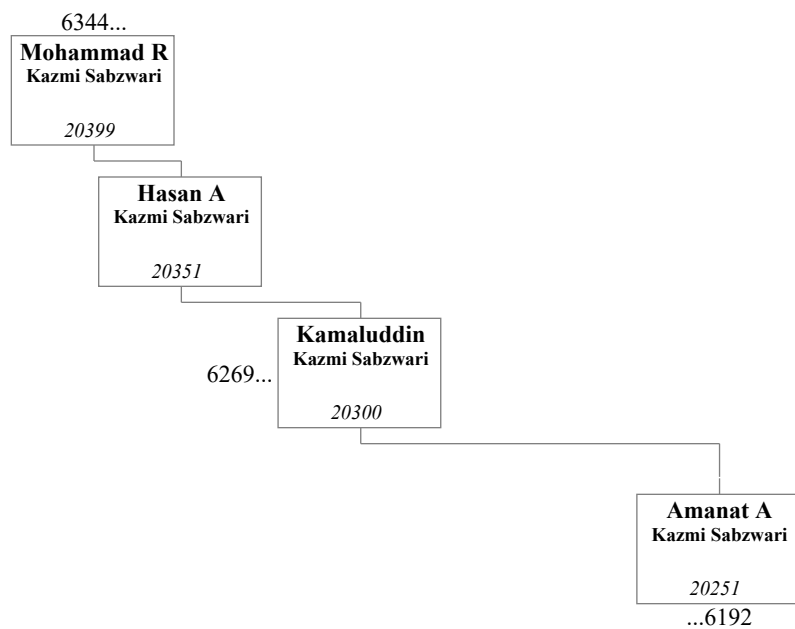 6344...
Mohammad R
Kazmi Sabzwari
20399
Hasan A
Kazmi Sabzwari
20351
Kamaluddin
Kazmi Sabzwari
6269...
20300
Amanat A
Kazmi Sabzwari
20251
...6192